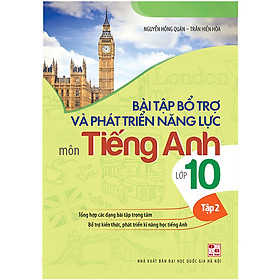 NGUYỄN HỒNG QUÂN – TRẦN HIỀN HÒA
London
BÀI TẬP BỔ TRỢ
VÀ PHÁT TRIỂN NĂNG LỰC
môn Tiếng Anh
LỚP 10
Tập 2
Tổng hợp các dạng bài tập trọng tâm
Bổ trợ kiến thức, phát triển kĩ năng học tiếng Anh
NHÀ XUẤT BẢN ĐẠI HỌC QUỐC GIA HÀ NỘI